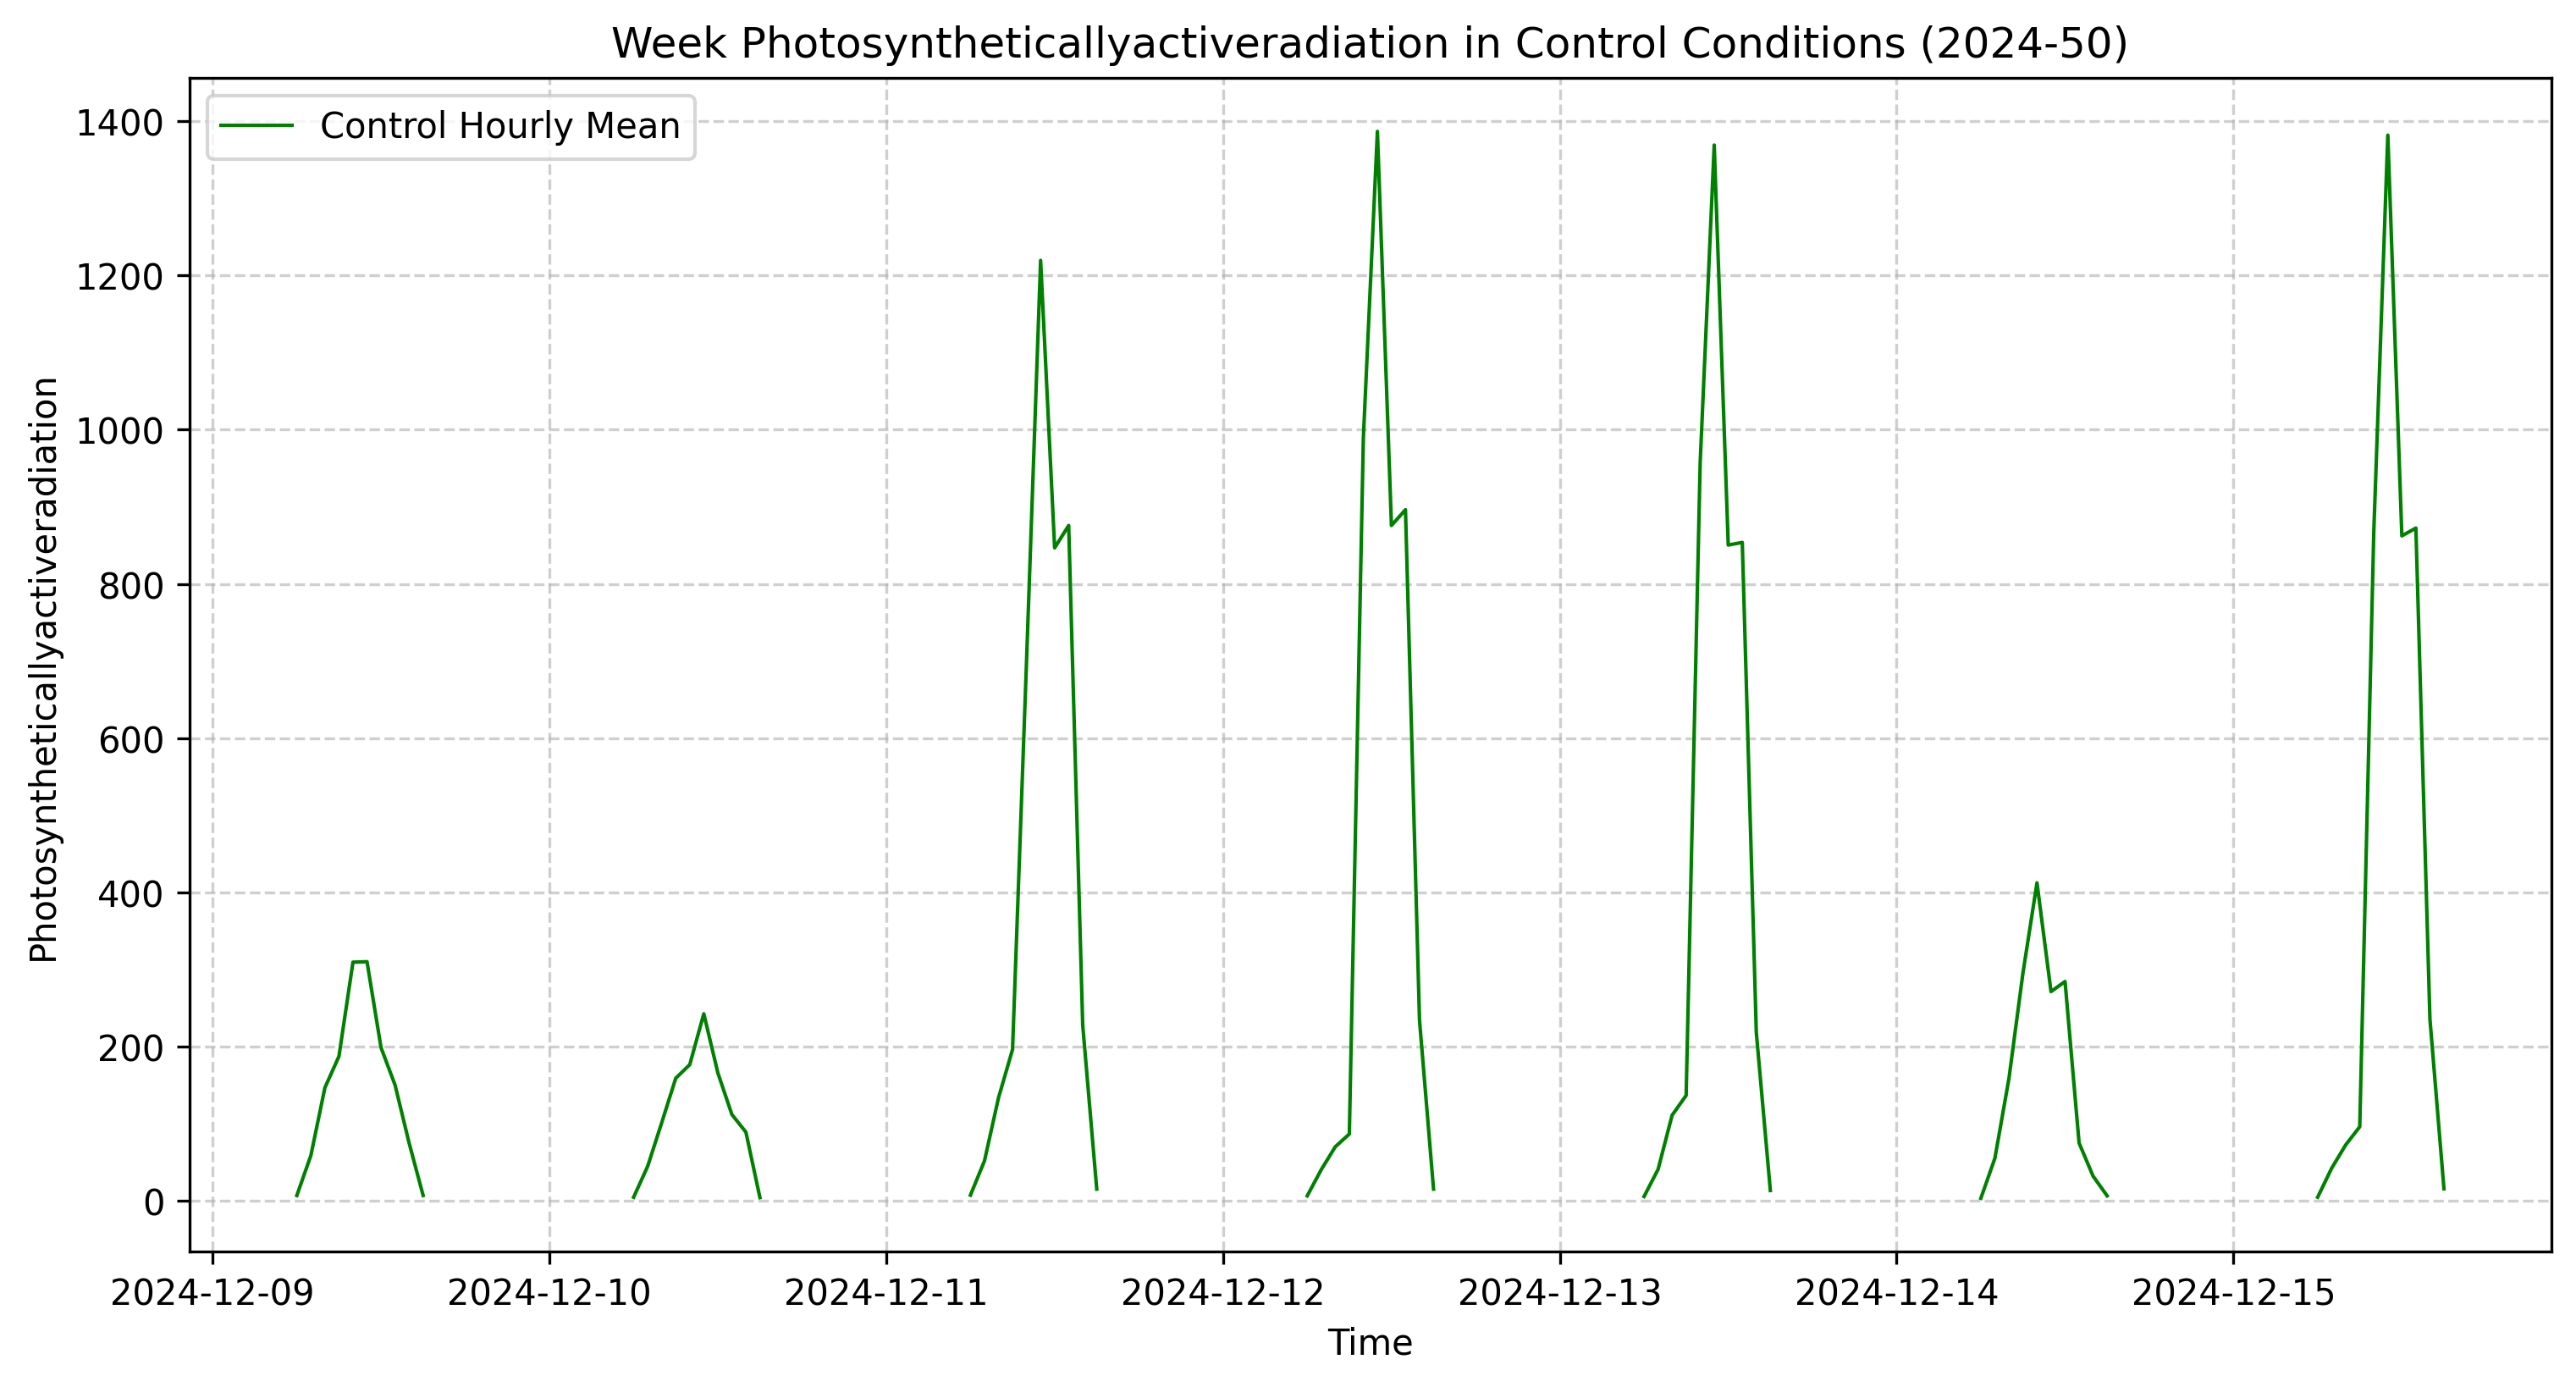 Week Photosyntheticallyactiveradiation in Control Conditions (2024-50)
Control Hourly Mean
Photosyntheticallyactiveradiation
1400
1200
1000
800
600
400
200
0
2024-12-09 2024-12-10 2024-12-11 2024-12-12 2024-12-13 2024-12-14 2024-12-15
Time